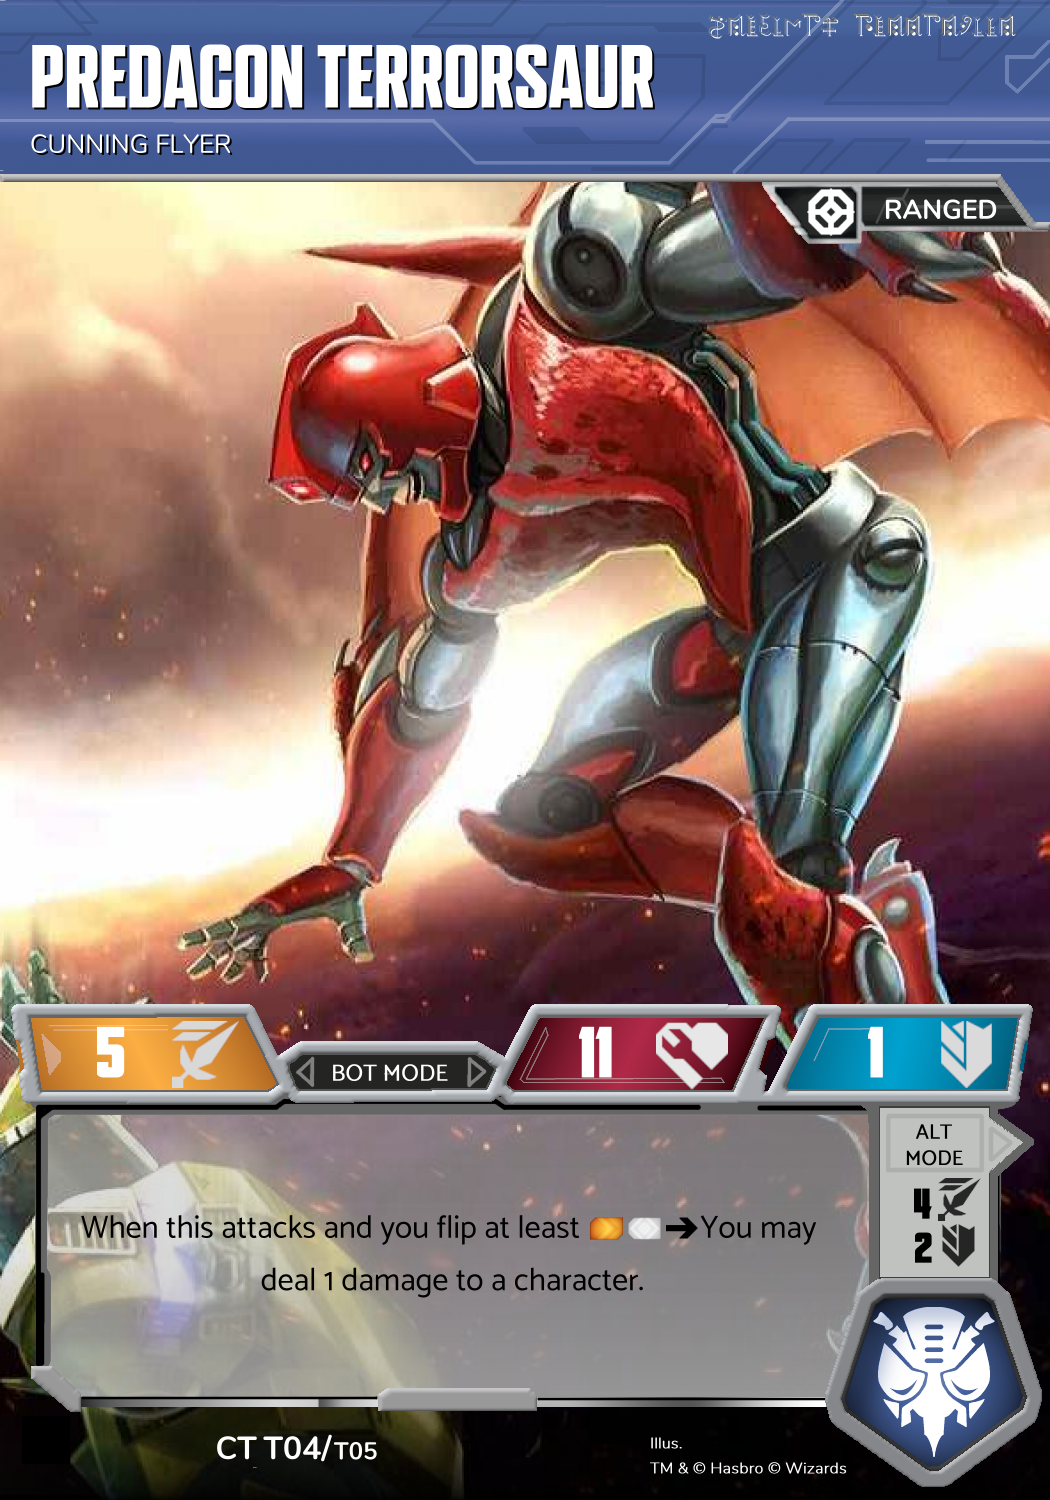 PREDACON TERRORSAUR
CUNNING FLYER
RANGED
5
BOT MODE
11
1
ALT
MODE
4
2
When this attacks and you flip at least You may
deal 1 damage to a character.
CT T04/T05
Illus.
TM & © Hasbro © Wizards